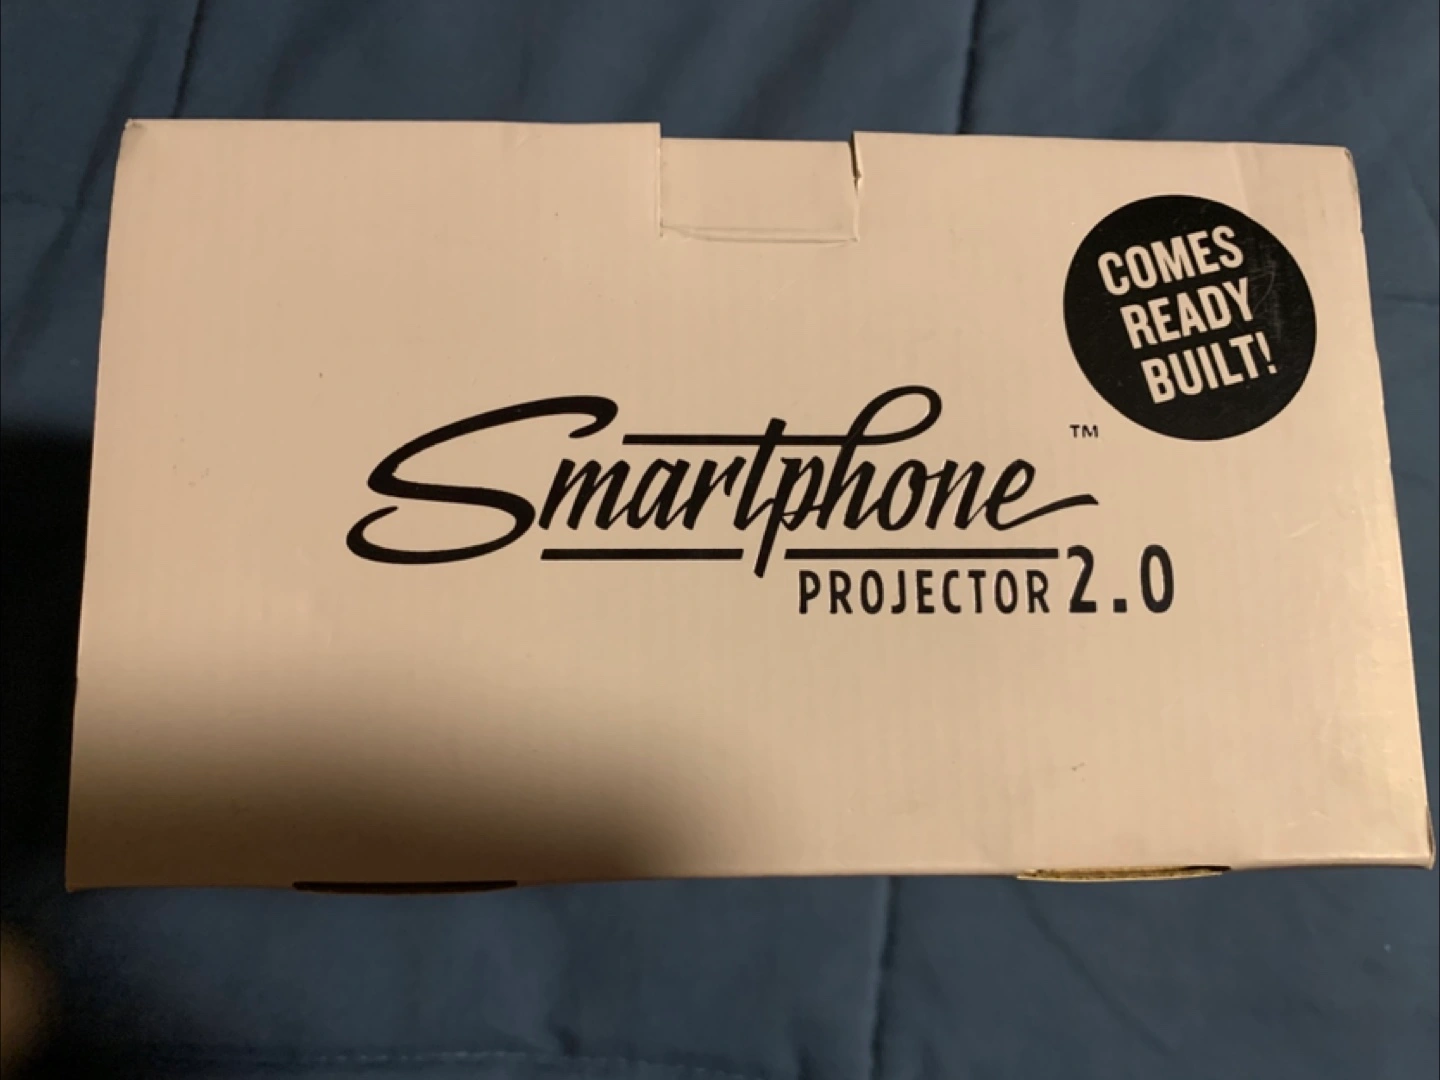 COMES
READY
BUILT!
Smartphone™
PROJECTOR 2.0